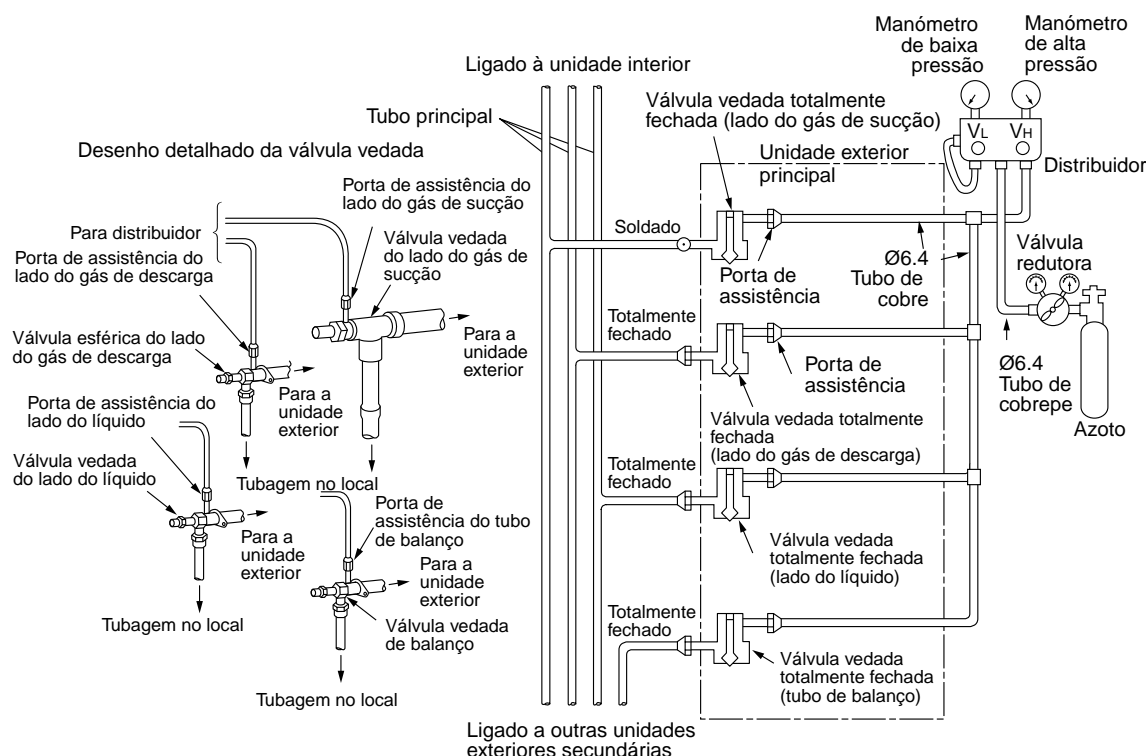 Manómetro
de baixa
pressão
Manómetro
de alta
pressão
Ligado à unidade interior
Válvula vedada totalmente
fechada (lado do gás de sucção)
Tubo principal
VL
VH
Desenho detalhado da válvula vedada
Unidade exterior
principal
Distribuidor
Porta de assistência do
lado do gás de sucção
Soldado
Para distribuidor
Válvula vedada
do lado do gás de
sucção
Porta de assistência do
lado do gás de descarga
Porta de
assistência
Ø6.4
Tubo de
cobre
Válvula
redutora
Válvula esférica do lado
do gás de descarga
Para a
unidade
exterior
Totalmente
fechado
Porta de
assistência
Ø6.4
Tubo de
cobrepe
Para a
unidade
exterior
Porta de assistência do
lado do líquido
Válvula vedada totalmente
fechada
(lado do gás de descarga)
Azoto
Válvula vedada
do lado do líquido
Tubagem no local
Totalmente
fechado
Porta de
assistência do tubo
de balanço
Para a
unidade
exterior
Válvula vedada
totalmente fechada
(lado do líquido)
Para a
unidade
exterior
Tubagem no local
Válvula vedada
de balanço
Totalmente
fechado
Válvula vedada
totalmente fechada
(tubo de balanço)
Tubagem no local
Ligado a outras unidades
exteriores secundárias